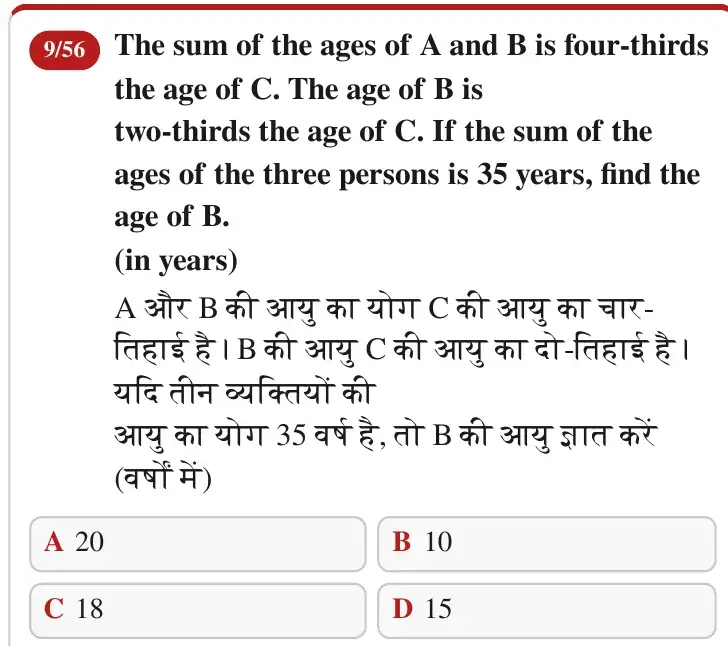 9/56 The sum of the ages of A and B is four-thirds
the age of C. The age of B is
two-thirds the age of C. If the sum of the
ages of the three persons is 35 years, find the
age of B.
(in years)
A और B की आयु का योग C की आयु का चार-
तिहाई है। B की आयु C की आयु का दो-तिहाई है।
यदि तीन व्यक्तियों की
आयु का योग 35 वर्ष है, तो B की आयु ज्ञात करें
(वर्षों में)
A 20
B 10
C 18
D 15